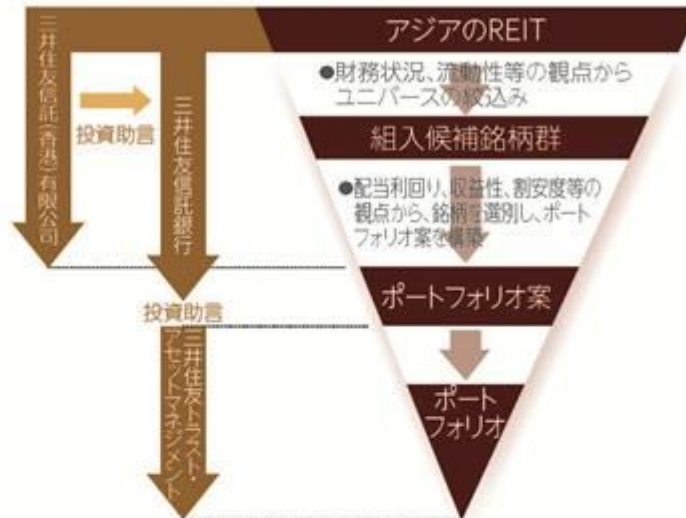 アジアのREIT
●財務状況、流動性等の観点から
ユニバースの絞込み
組入候補銘柄群
●配当利回り、収益性、割安度等の
観点から、銘柄を選別し、ポート
フォリオ案を構築
ポートフォリオ案
ポート
フォリオ
三井住友信託(香港)有限公司
投資助言
三井住友信託銀行
投資助言
三井住友トラスト・
アセットマネジメント